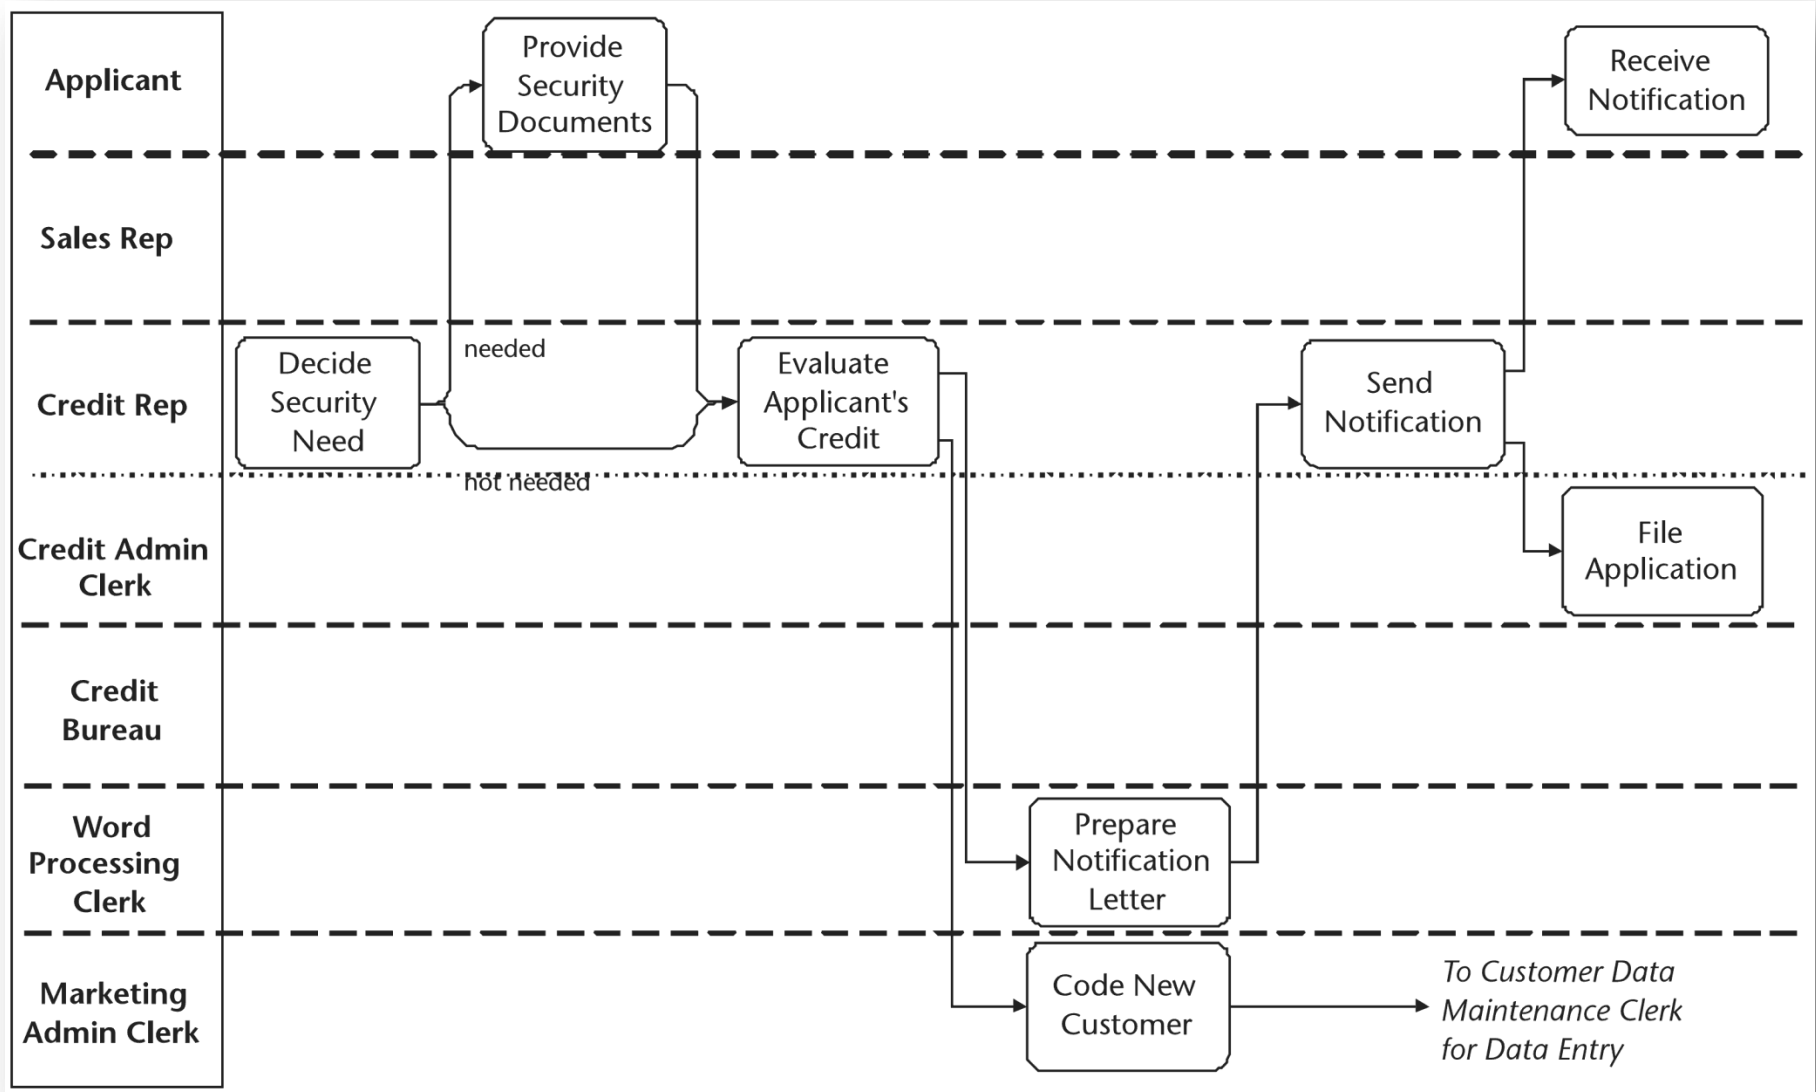 Applicant
Provide
Security
Documents
Receive
Notification
Sales Rep
Credit Rep
Decide
Security
Need
needed
not needed
Evaluate
Applicant's
Credit
Send
Notification
Credit Admin
Clerk
File
Application
Credit
Bureau
Word
Processing
Clerk
Prepare
Notification
Letter
Marketing
Admin Clerk
Code New
Customer
To Customer Data
Maintenance Clerk
for Data Entry